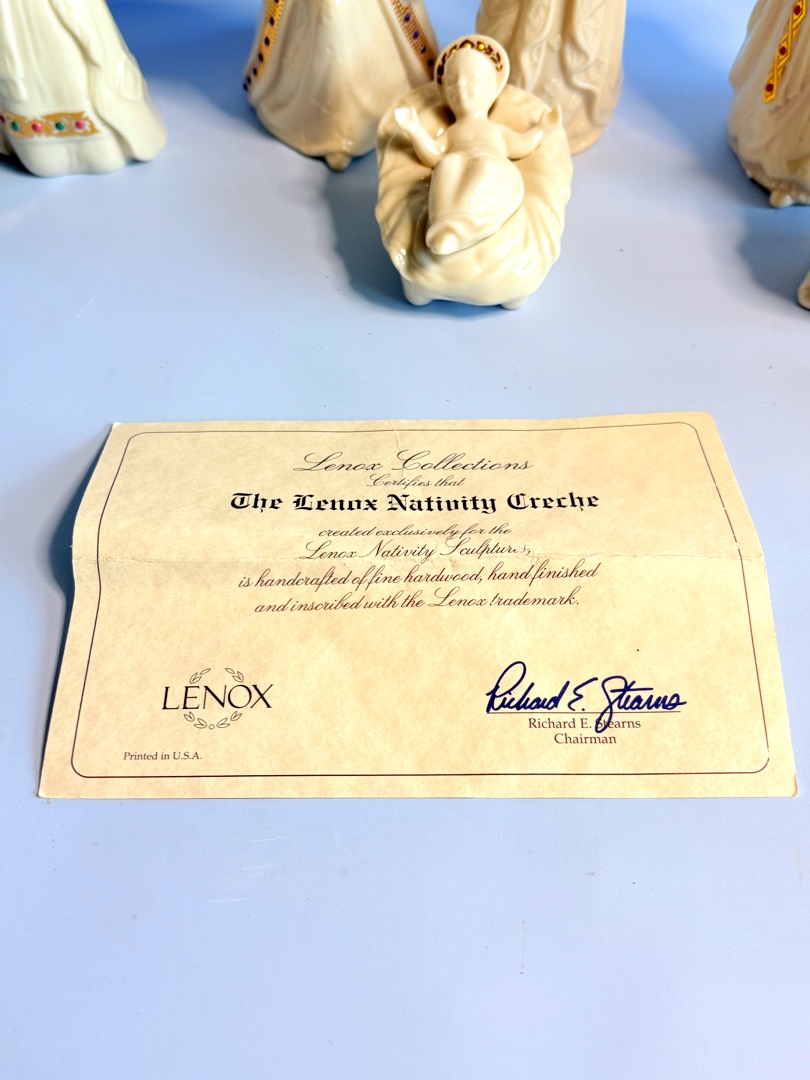 Lenox Collections
Certifies that
The Lenox Nativity Creche
created exclusively for the
Lenox Nativity Sculptures,
is handcrafted of fine hardwood, hand finished
and inscribed with the Lenox trademark.
LENOX
Richard E. Stearns
Richard E. Stearns
Chairman
Printed in U.S.A.